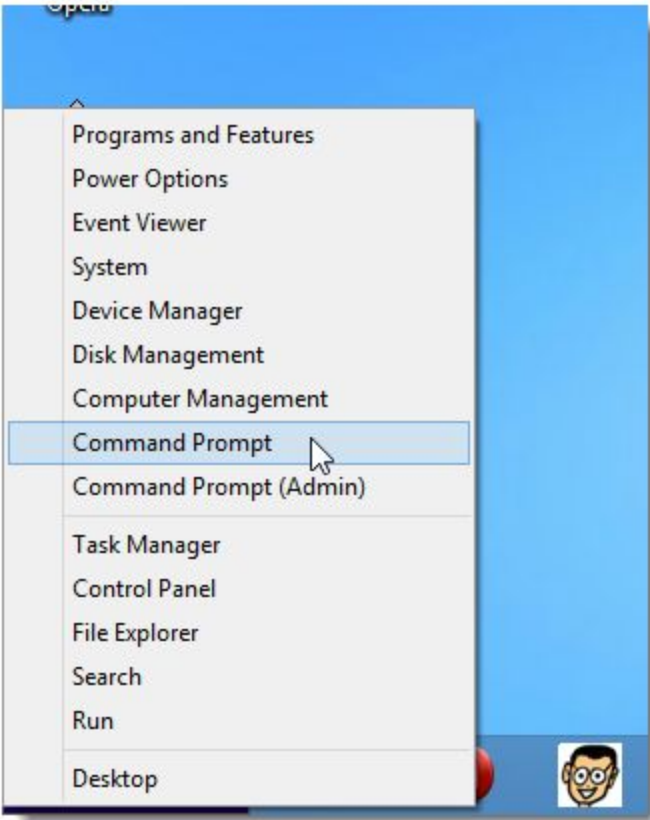 Opera
Programs and Features
Power Options
Event Viewer
System
Device Manager
Disk Management
Computer Management
Command Prompt
Command Prompt (Admin)
Task Manager
Control Panel
File Explorer
Search
Run
Desktop